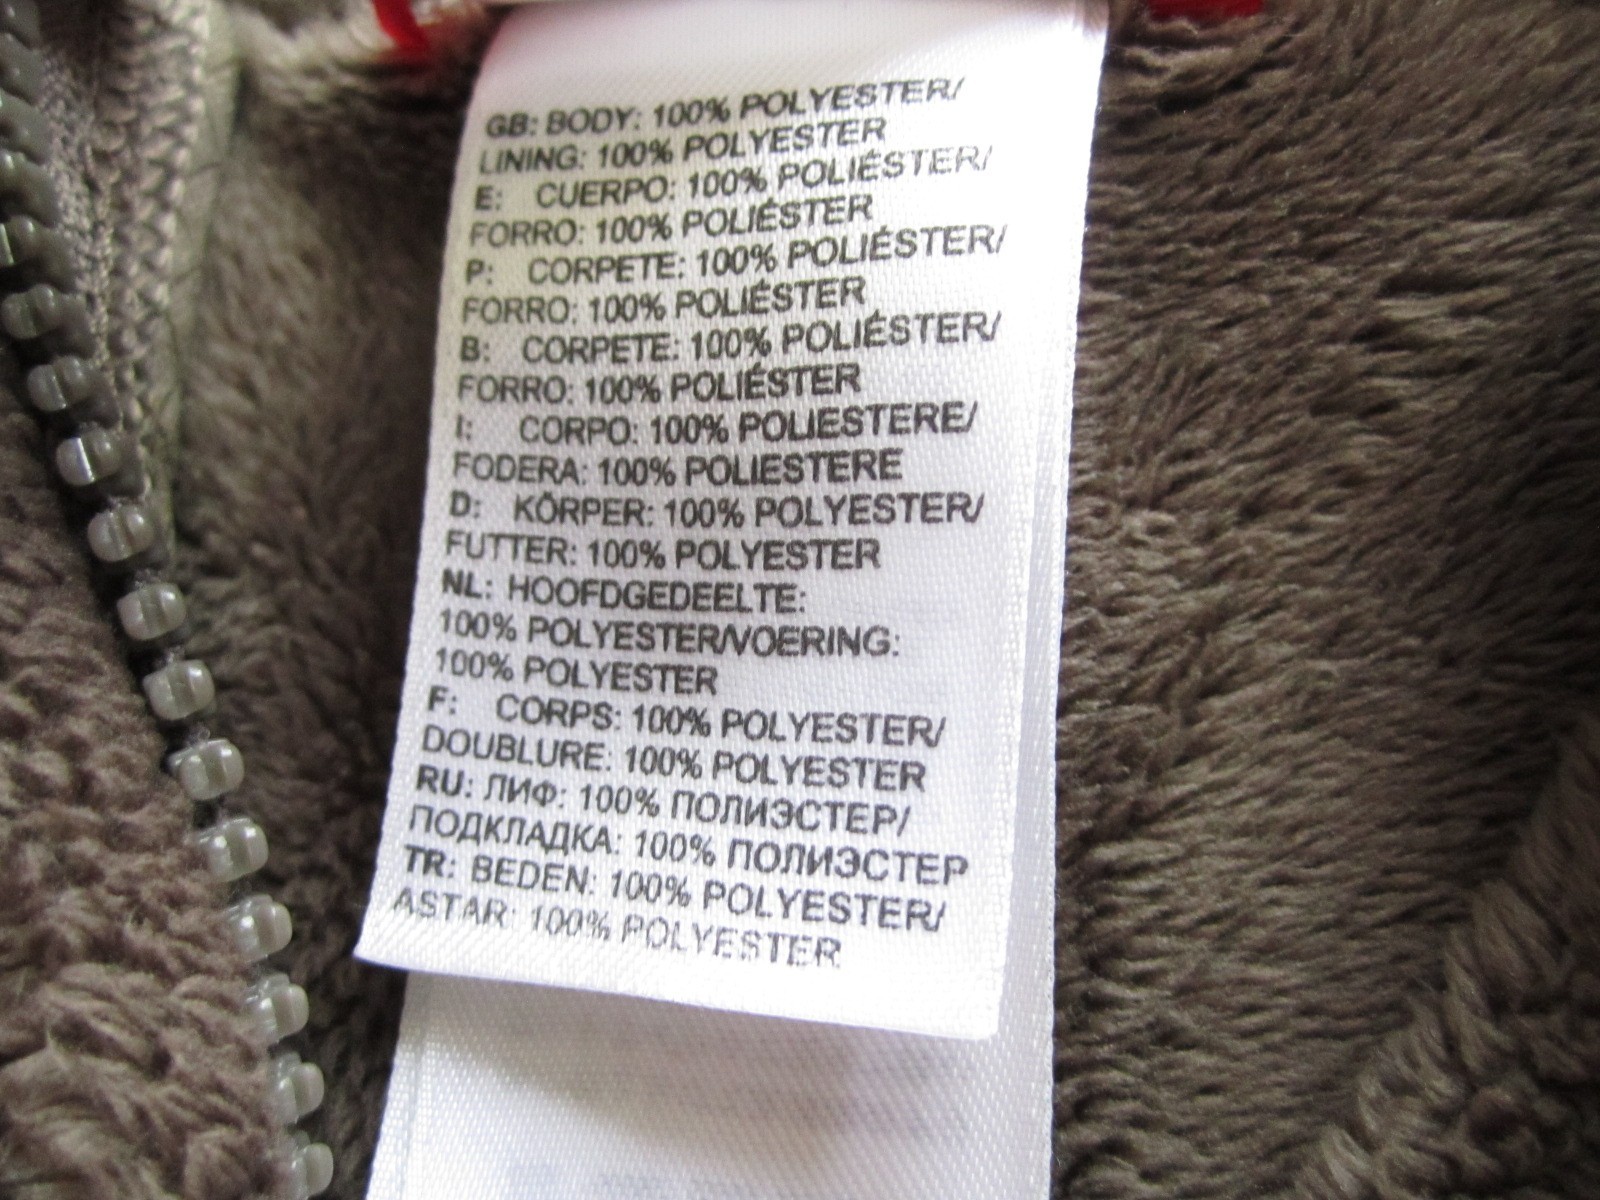 GB: BODY: 100% POLYESTER/
LINING: 100% POLYESTER
E: CUERPO: 100% POLIÉSTER/
FORRO: 100% POLIÉSTER
P: CORPETE: 100% POLIÉSTER/
FORRO: 100% POLIÉSTER
B: CORPETE: 100% POLIÉSTER/
FORRO: 100% POLIÉSTER
I: CORPO: 100% POLIESTERE/
FODERA: 100% POLIESTERE
D: KÖRPER: 100% POLYESTER/
FUTTER: 100% POLYESTER
NL: HOOFDGEDEELTE:
100% POLYESTER/VOERING:
100% POLYESTER
F: CORPS: 100% POLYESTER/
DOUBLURE: 100% POLYESTER
RU: ЛИФ: 100% ПОЛИЭСТЕР/
ПОДКЛАДКА: 100% ПОЛИЭСТЕР
TR: BEDEN: 100% POLYESTER/
ASTAR: 100% POLYESTER